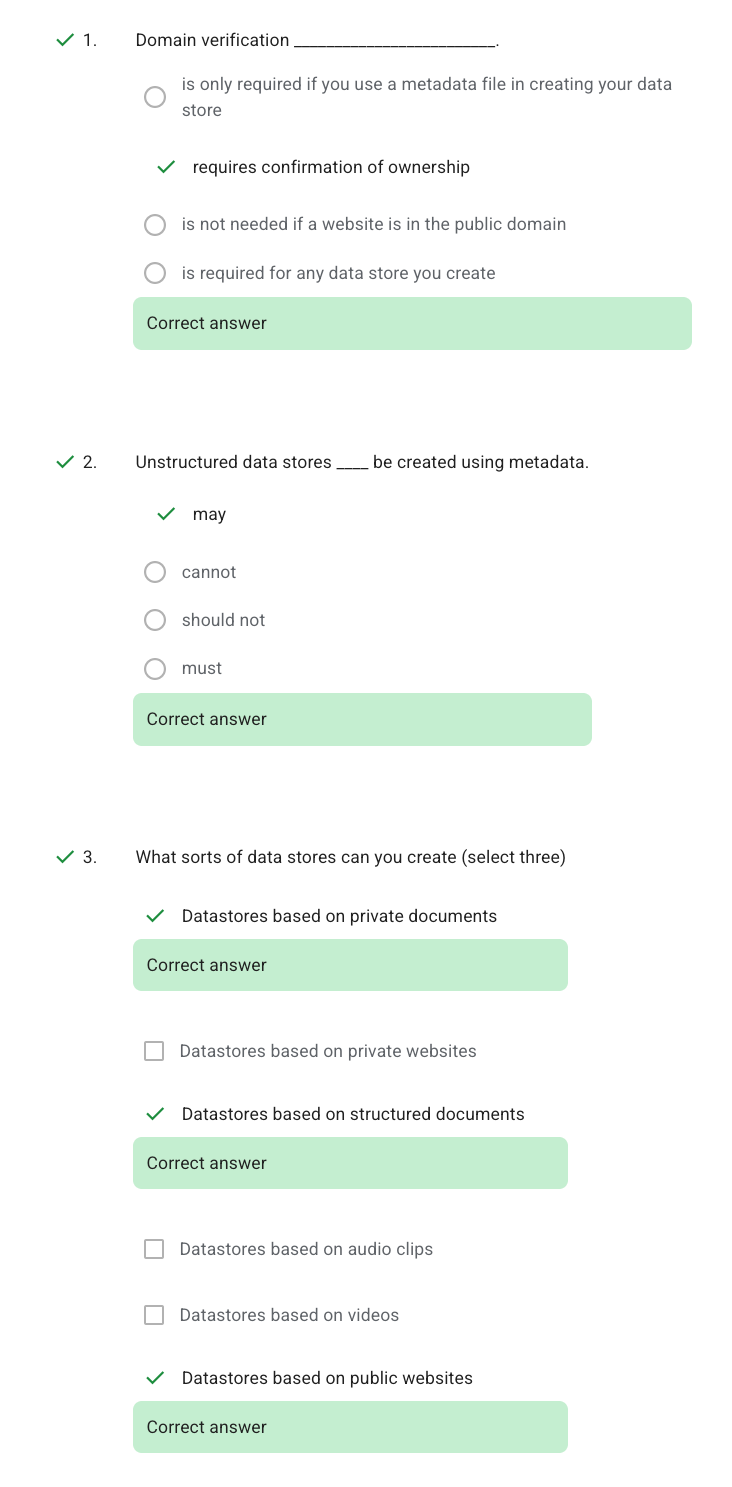 1. Domain verification _________________________.
is only required if you use a metadata file in creating your data
store
requires confirmation of ownership
is not needed if a website is in the public domain
is required for any data store you create
Correct answer
2. Unstructured data stores ____ be created using metadata.
may
cannot
should not
must
Correct answer
3. What sorts of data stores can you create (select three)
Datastores based on private documents
Correct answer
Datastores based on private websites
Datastores based on structured documents
Correct answer
Datastores based on audio clips
Datastores based on videos
Datastores based on public websites
Correct answer